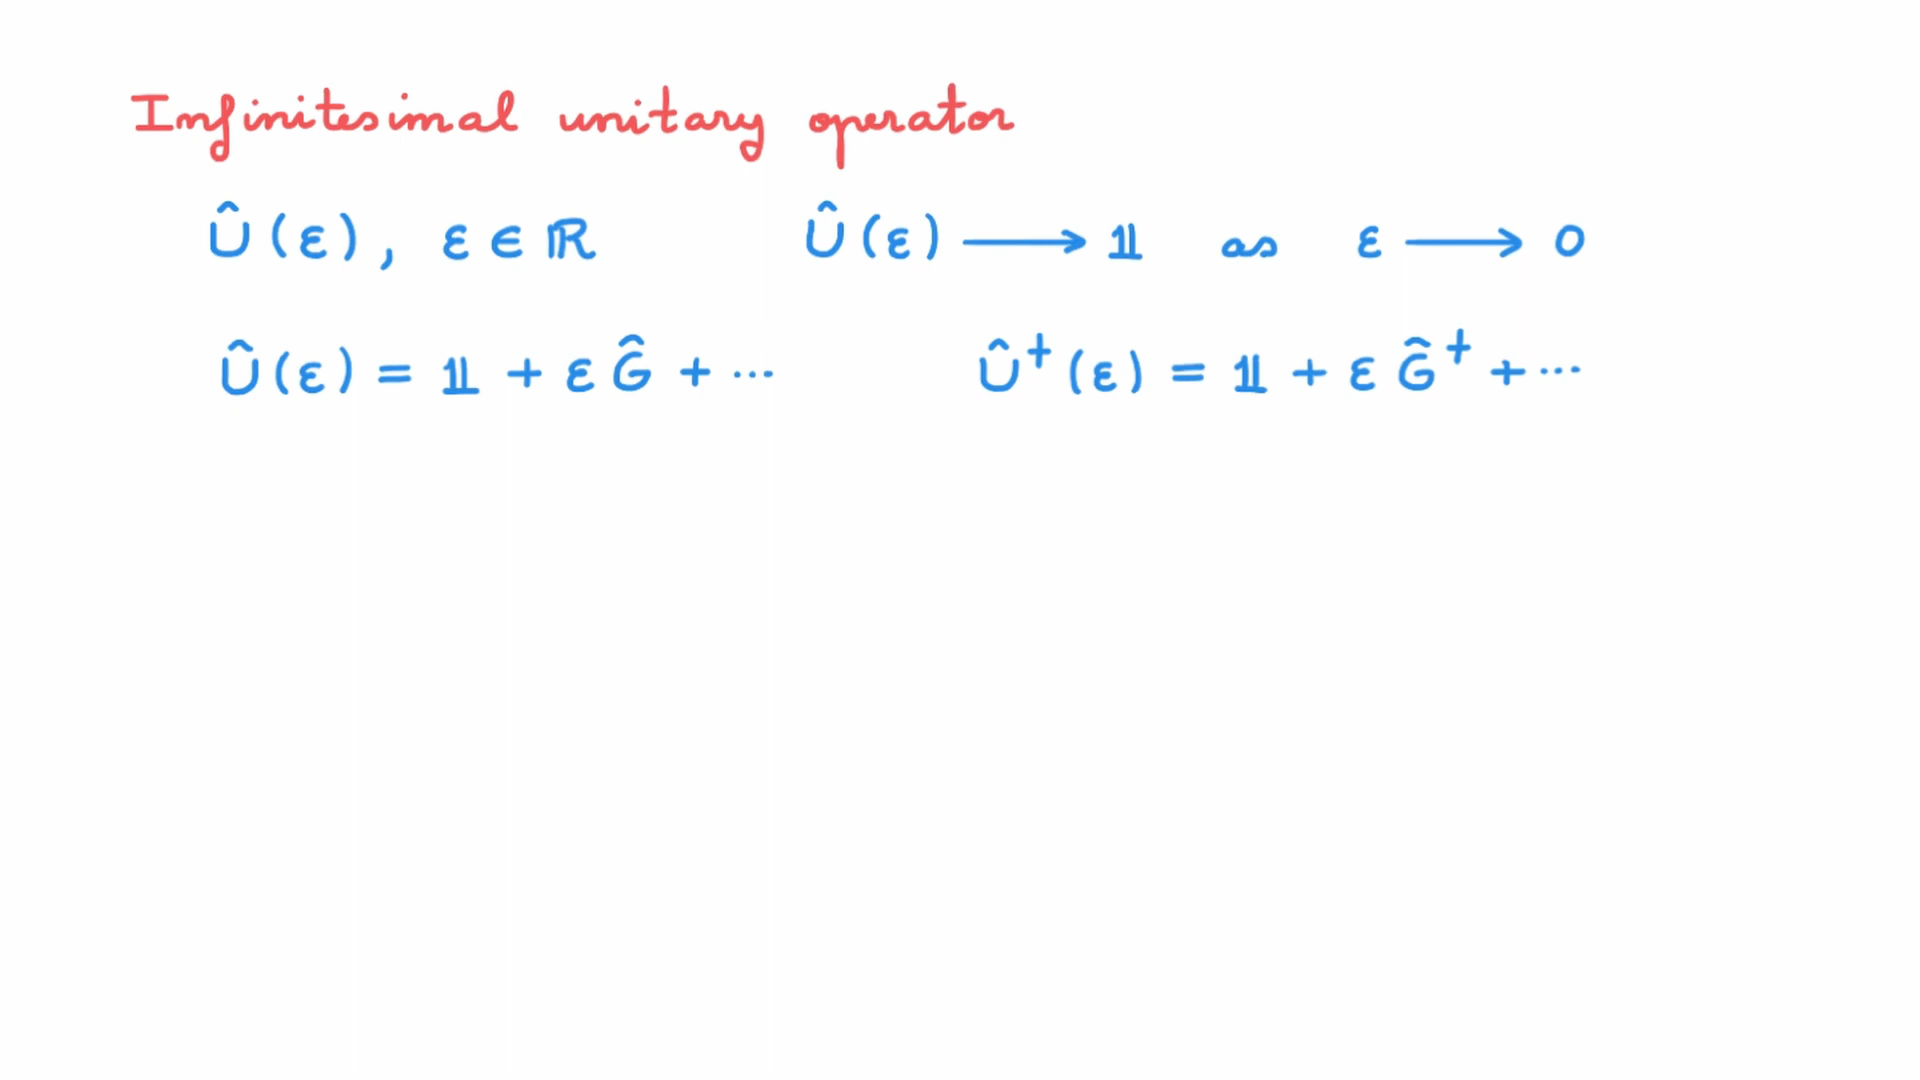 Infinitesimal unitary operator
Û(ε), ε ∈ ℝ Û(ε) ⟶ 𝟙 as ε ⟶ 0
Û(ε) = 𝟙 + εĜ + ⋯ Û†(ε) = 𝟙 + εĜ† + ⋯